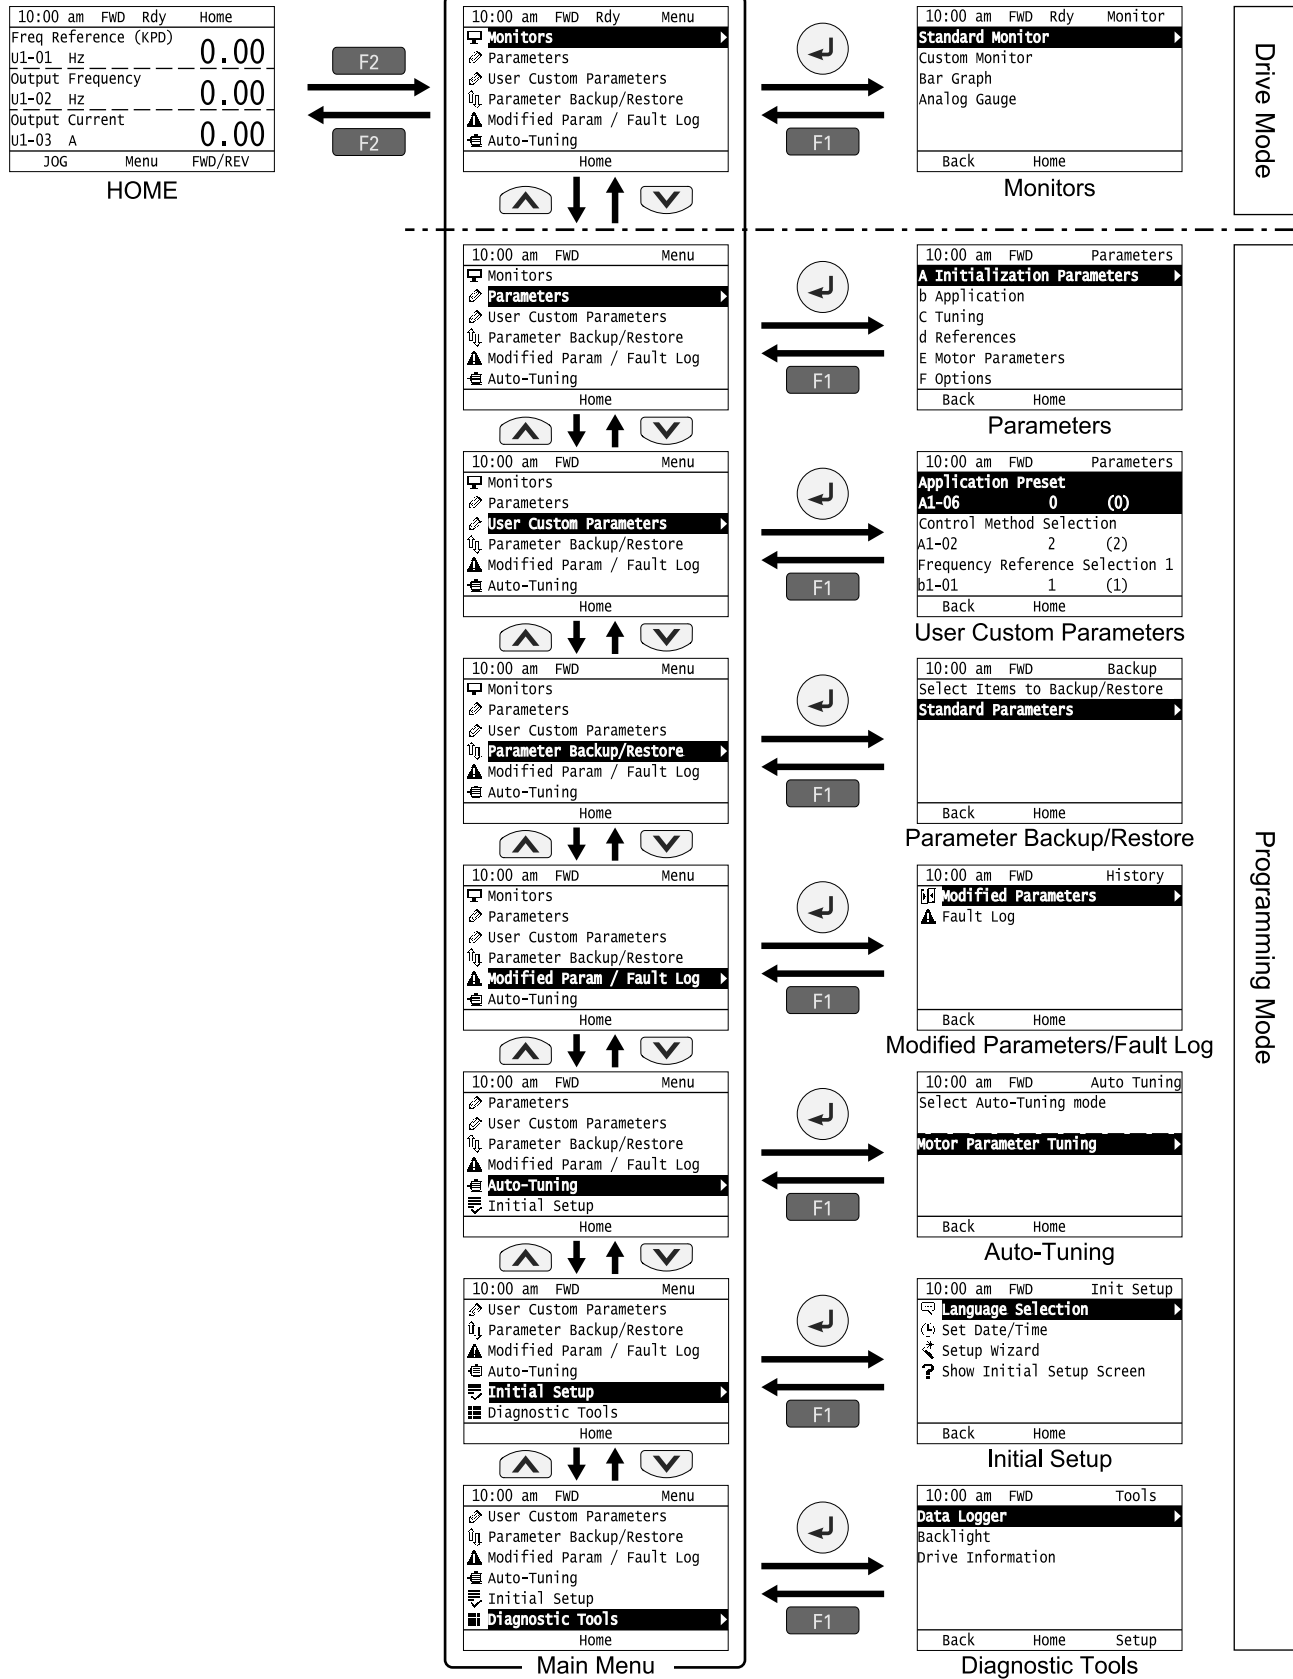 10:00 am FWD Rdy Home
Freq Reference (KPD)
U1-01 Hz 0.00
Output Frequency
U1-02 Hz 0.00
Output Current
U1-03 A 0.00
JOG Menu FWD/REV
HOME
F2
F2
10:00 am FWD Rdy Menu
Monitors
Parameters
User Custom Parameters
Parameter Backup/Restore
Modified Param / Fault Log
Auto-Tuning
Home
F1
10:00 am FWD Rdy Monitor
Standard Monitor
Custom Monitor
Bar Graph
Analog Gauge
Back Home
Monitors
Drive Mode
10:00 am FWD Menu
Monitors
Parameters
User Custom Parameters
Parameter Backup/Restore
Modified Param / Fault Log
Auto-Tuning
Home
F1
10:00 am FWD Parameters
A Initialization Parameters
b Application
C Tuning
d References
E Motor Parameters
F Options
Back Home
Parameters
10:00 am FWD Menu
Monitors
Parameters
User Custom Parameters
Parameter Backup/Restore
Modified Param / Fault Log
Auto-Tuning
Home
F1
10:00 am FWD Parameters
Application Preset
A1-06 0 (0)
Control Method Selection
A1-02 2 (2)
Frequency Reference Selection 1
b1-01 1 (1)
Back Home
User Custom Parameters
10:00 am FWD Menu
Monitors
Parameters
User Custom Parameters
Parameter Backup/Restore
Modified Param / Fault Log
Auto-Tuning
Home
F1
10:00 am FWD Backup
Select Items to Backup/Restore
Standard Parameters
Back Home
Parameter Backup/Restore
10:00 am FWD Menu
Monitors
Parameters
User Custom Parameters
Parameter Backup/Restore
Modified Param / Fault Log
Auto-Tuning
Home
F1
10:00 am FWD History
Modified Parameters
Fault Log
Back Home
Modified Parameters/Fault Log
Programming Mode
10:00 am FWD Menu
Parameters
User Custom Parameters
Parameter Backup/Restore
Modified Param / Fault Log
Auto-Tuning
Initial Setup
Home
F1
10:00 am FWD Auto Tuning
Select Auto-Tuning mode
Motor Parameter Tuning
Back Home
Auto-Tuning
10:00 am FWD Menu
User Custom Parameters
Parameter Backup/Restore
Modified Param / Fault Log
Auto-Tuning
Initial Setup
Diagnostic Tools
Home
F1
10:00 am FWD Init Setup
Language Selection
Set Date/Time
Setup Wizard
? Show Initial Setup Screen
Back Home
Initial Setup
10:00 am FWD Menu
User Custom Parameters
Parameter Backup/Restore
Modified Param / Fault Log
Auto-Tuning
Initial Setup
Diagnostic Tools
Home
Main Menu
F1
10:00 am FWD Tools
Data Logger
Backlight
Drive Information
Back Home Setup
Diagnostic Tools